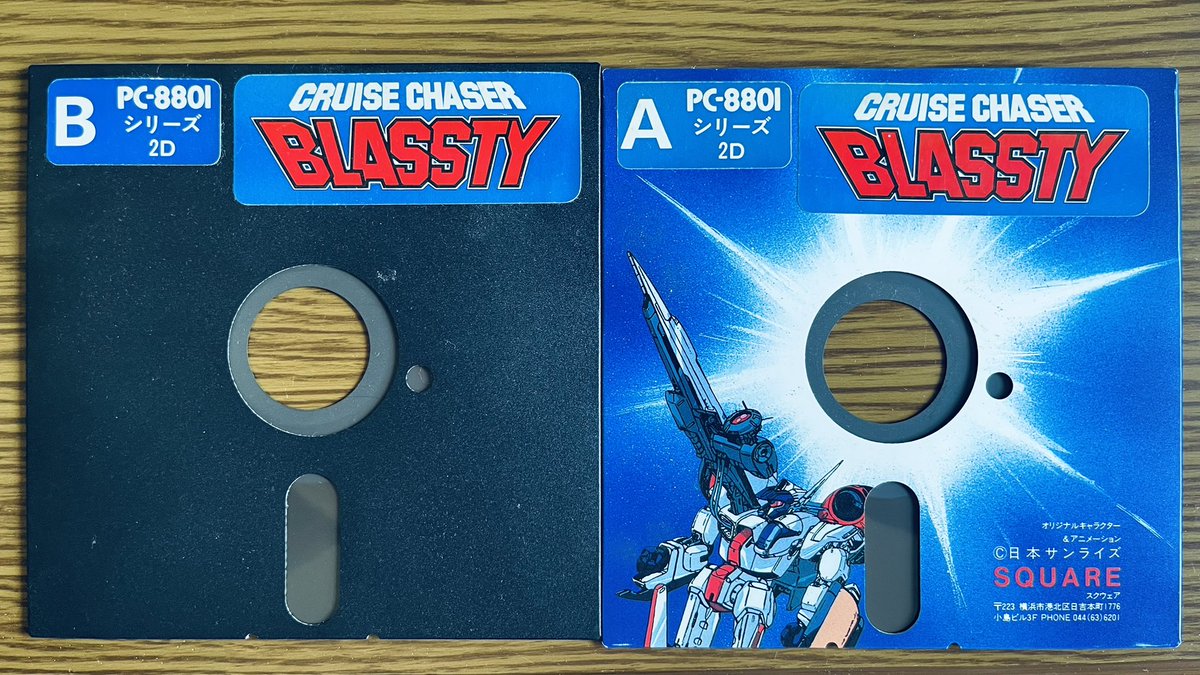 B
PC-8801
シリーズ
2D
CRUISE CHASER
BLASSTY
A
PC-8801
シリーズ
2D
CRUISE CHASER
BLASSTY
オリジナルキャラクター
&アニメーション
©日本サンライズ
SQUARE
スクウェア
〒223 横浜市港北区日吉本町1776
小島ビル3F PHONE 044(63)6201